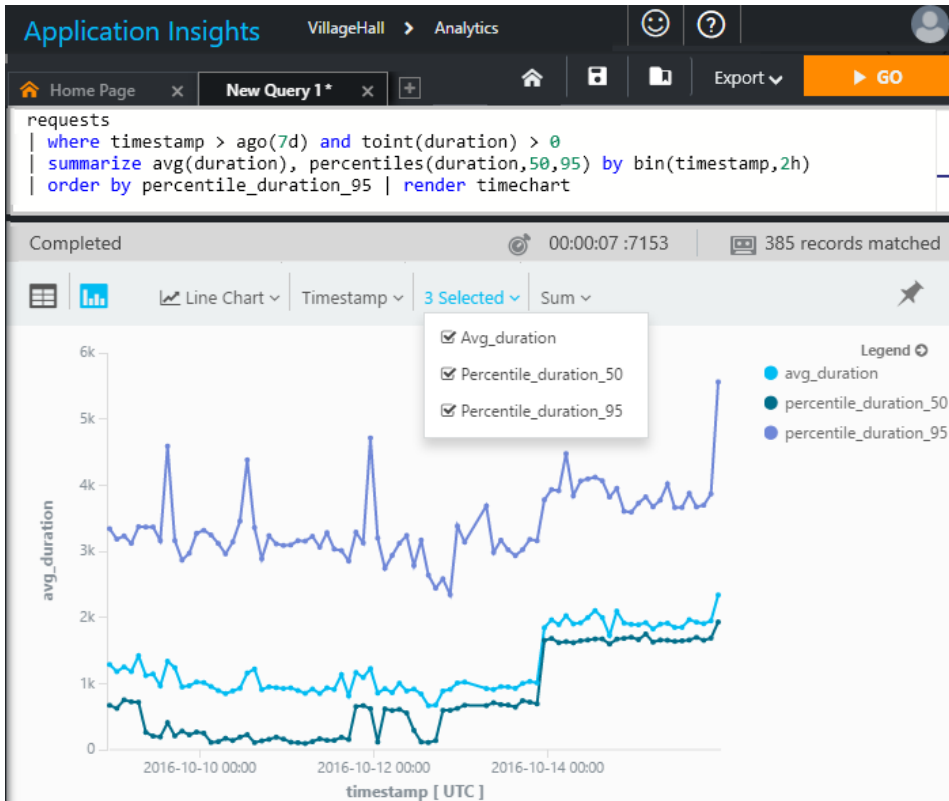 Application Insights VillageHall > Analytics
Home Page x New Query 1* x + Export GO
requests
| where timestamp > ago(7d) and toint(duration) > 0
| summarize avg(duration), percentiles(duration,50,95) by bin(timestamp,2h)
| order by percentile_duration_95 | render timechart
Completed 00:00:07 :7153 385 records matched
Line Chart Timestamp 3 Selected Sum
Avg_duration
Percentile_duration_50
Percentile_duration_95
Legend
avg_duration
percentile_duration_50
percentile_duration_95
6k
5k
4k
3k
2k
1k
0
avg_duration
2016-10-10 00:00 2016-10-12 00:00 2016-10-14 00:00
timestamp [ UTC ]